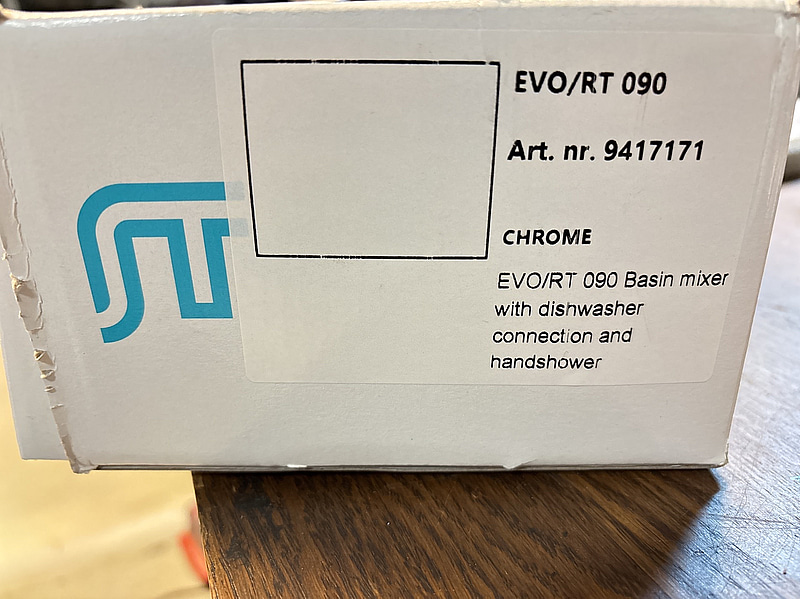 EVO/RT 090
Art. nr. 9417171
CHROME
EVO/RT 090 Basin mixer
with dishwasher
connection and
handshower